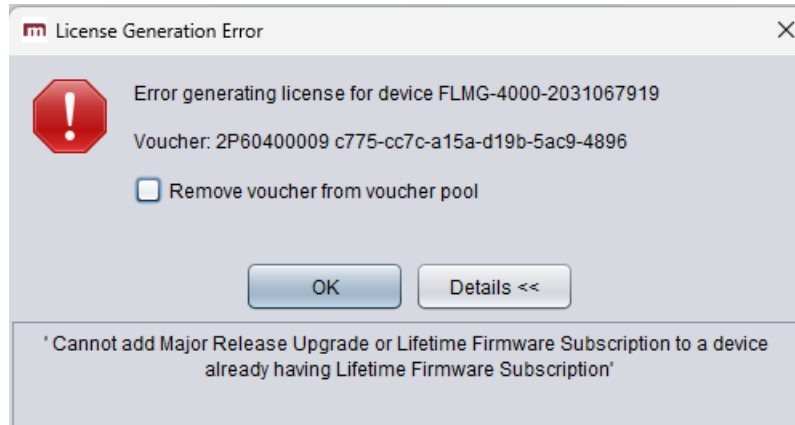 License Generation Error
Error generating license for device FLMG-4000-2031067919
Voucher: 2P60400009 c775-cc7c-a15a-d19b-5ac9-4896
Remove voucher from voucher pool
OK
Details <<
' Cannot add Major Release Upgrade or Lifetime Firmware Subscription to a device
already having Lifetime Firmware Subscription'